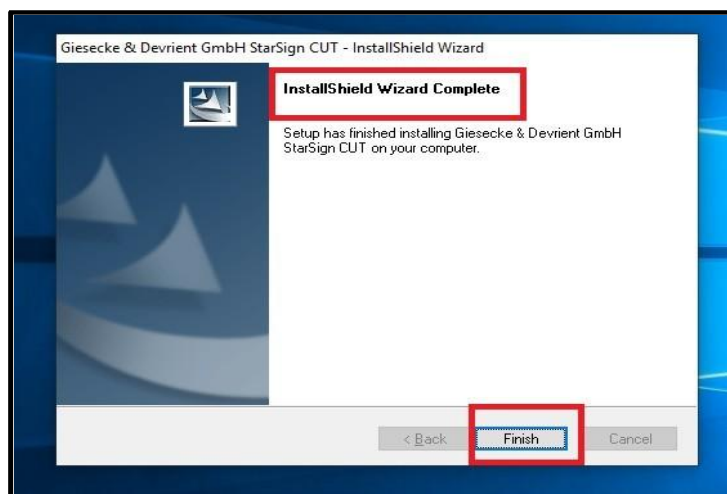 Giesecke & Devrient GmbH StarSign CUT - InstallShield Wizard
InstallShield Wizard Complete
Setup has finished installing Giesecke & Devrient GmbH
StarSign CUT on your computer.
< Back Finish Cancel